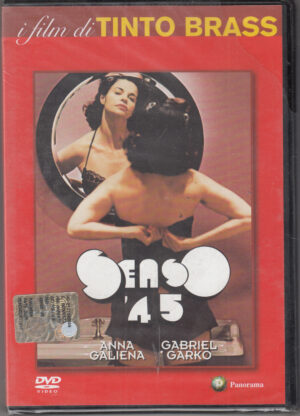 i film di TINTO BRASS
SENSO
'45
ANNA GALIENA
GABRIEL GARKO
DVD
VIDEO
Panorama